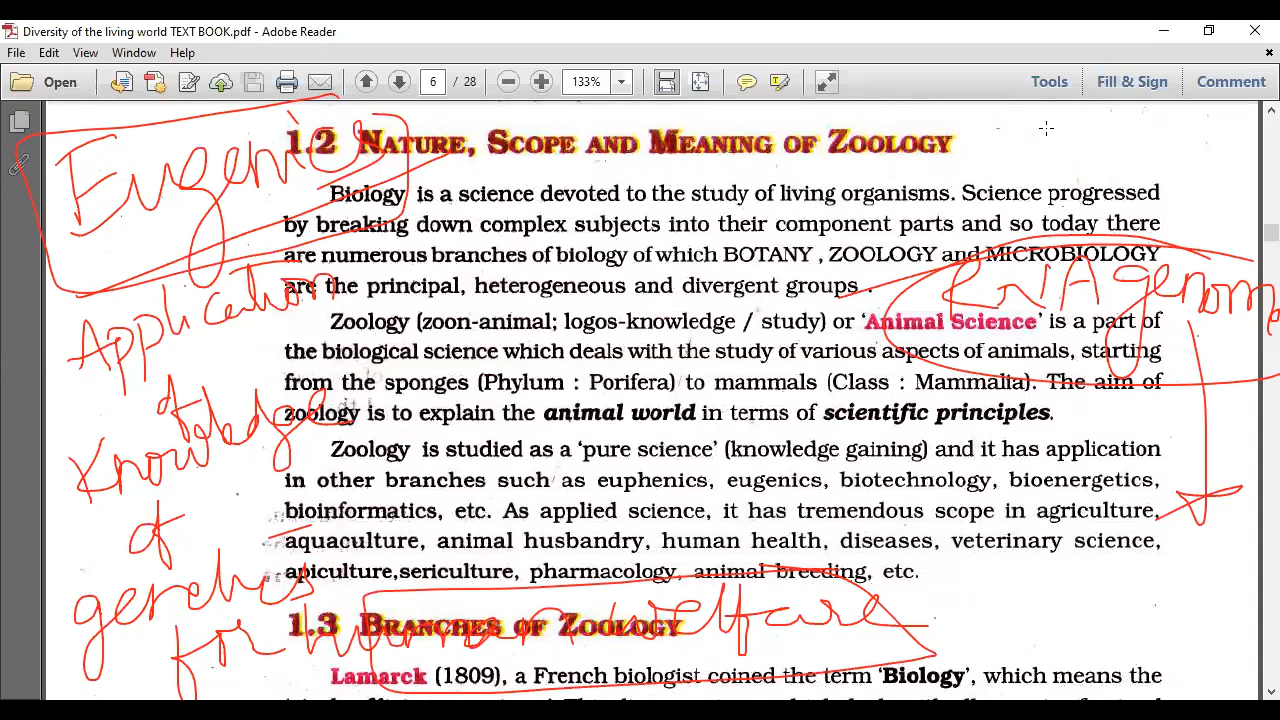 Diversity of the living world TEXT BOOK.pdf - Adobe Reader
File Edit View Window Help
Open 6 / 28 133% Tools Fill & Sign Comment
1.2 NATURE, SCOPE AND MEANING OF ZOOLOGY
Eugenics
Biology is a science devoted to the study of living organisms. Science progressed
by breaking down complex subjects into their component parts and so today there
are numerous branches of biology of which BOTANY , ZOOLOGY and MICROBIOLOGY
are the principal, heterogeneous and divergent groups .
RNA genome
Zoology (zoon-animal; logos-knowledge / study) or ‘Animal Science’ is a part of
the biological science which deals with the study of various aspects of animals, starting
from the sponges (Phylum : Porifera) to mammals (Class : Mammalia). The aim of
zoology is to explain the animal world in terms of scientific principles.
Zoology is studied as a ‘pure science’ (knowledge gaining) and it has application
in other branches such as euphenics, eugenics, biotechnology, bioenergetics,
bioinformatics, etc. As applied science, it has tremendous scope in agriculture,
aquaculture, animal husbandry, human health, diseases, veterinary science,
apiculture,sericulture, pharmacology, animal breeding, etc.
Application
of
Knowledge
of
genetics
for human welfare
1.3 BRANCHES OF ZOOLOGY
Lamarck (1809), a French biologist coined the term ‘Biology’, which means the